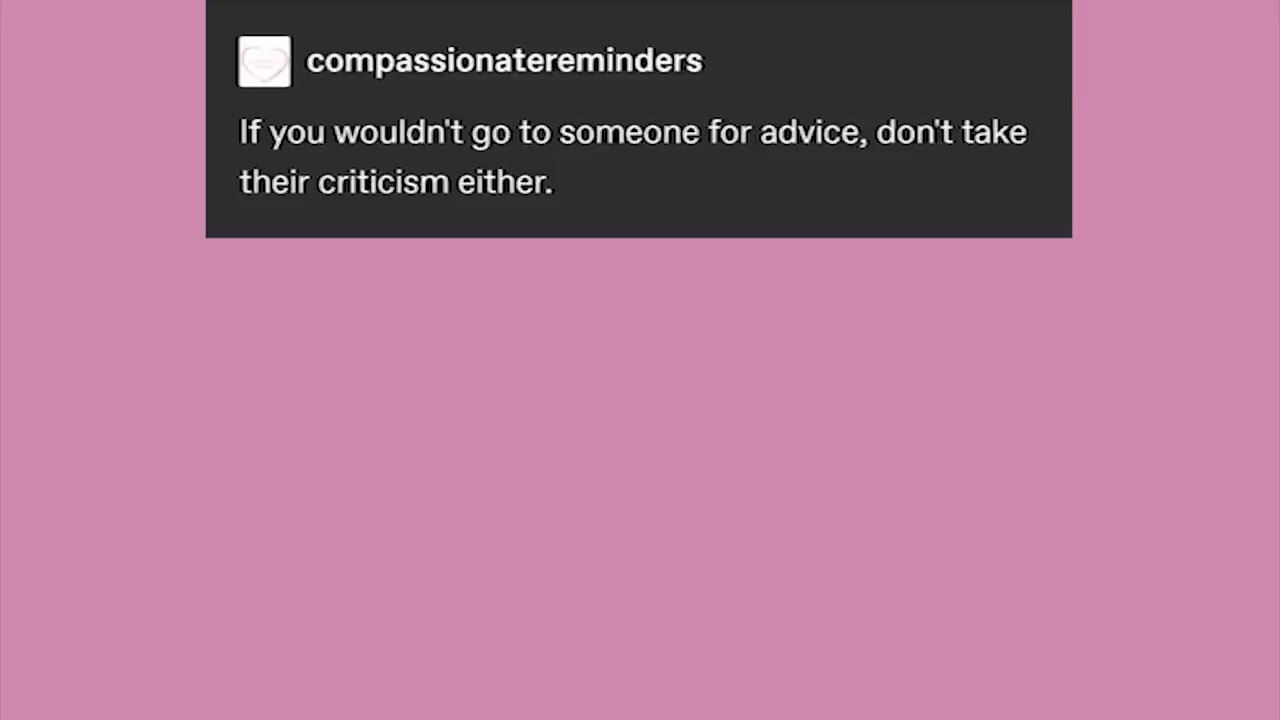 compassionatereminders
If you wouldn't go to someone for advice, don't take
their criticism either.